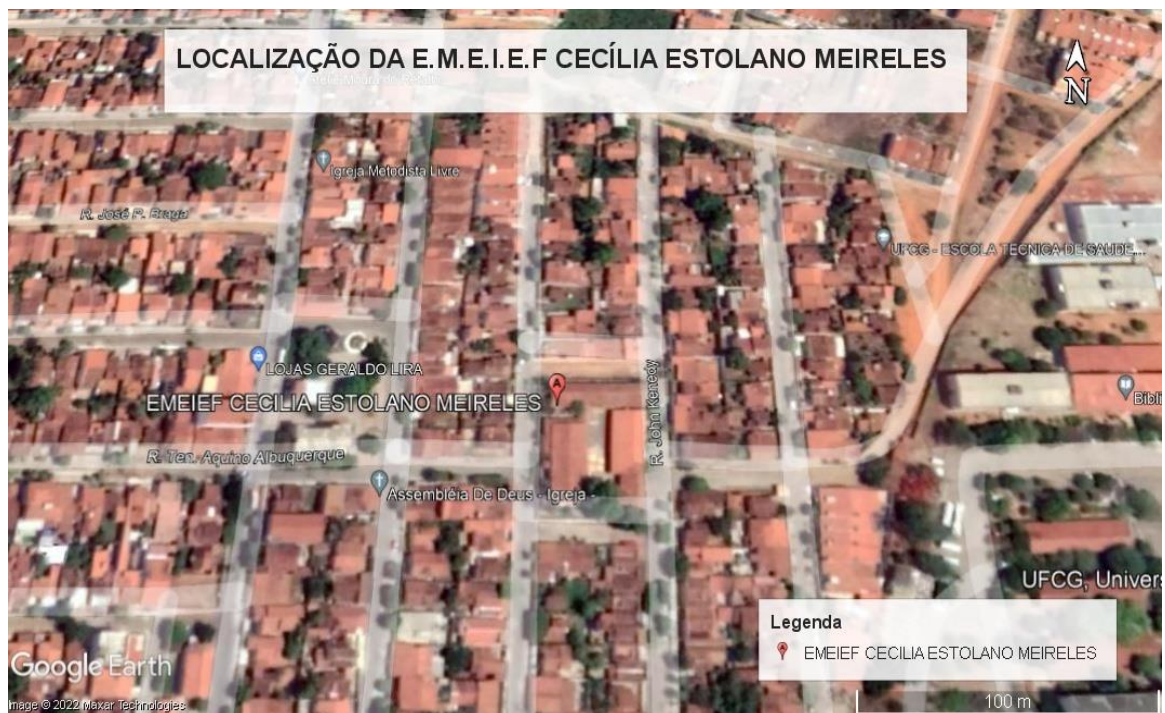 LOCALIZAÇÃO DA E.M.E.I.E.F CECÍLIA ESTOLANO MEIRELES
N
Igreja Metodista Livre
R. José P. Braga
UFCG - ESCOLA TECNICA DE SAUDE...
LOJAS GERALDO LIRA
A
EMEIEF CECILIA ESTOLANO MEIRELES
R. John Kenedy
Bibli
R. Ten. Aquino Albuquerque
Assembléia De Deus - Igreja -
UFCG, Univers
Legenda
EMEIEF CECILIA ESTOLANO MEIRELES
Google Earth
mage © 2022 Maxar Technologies
100 m